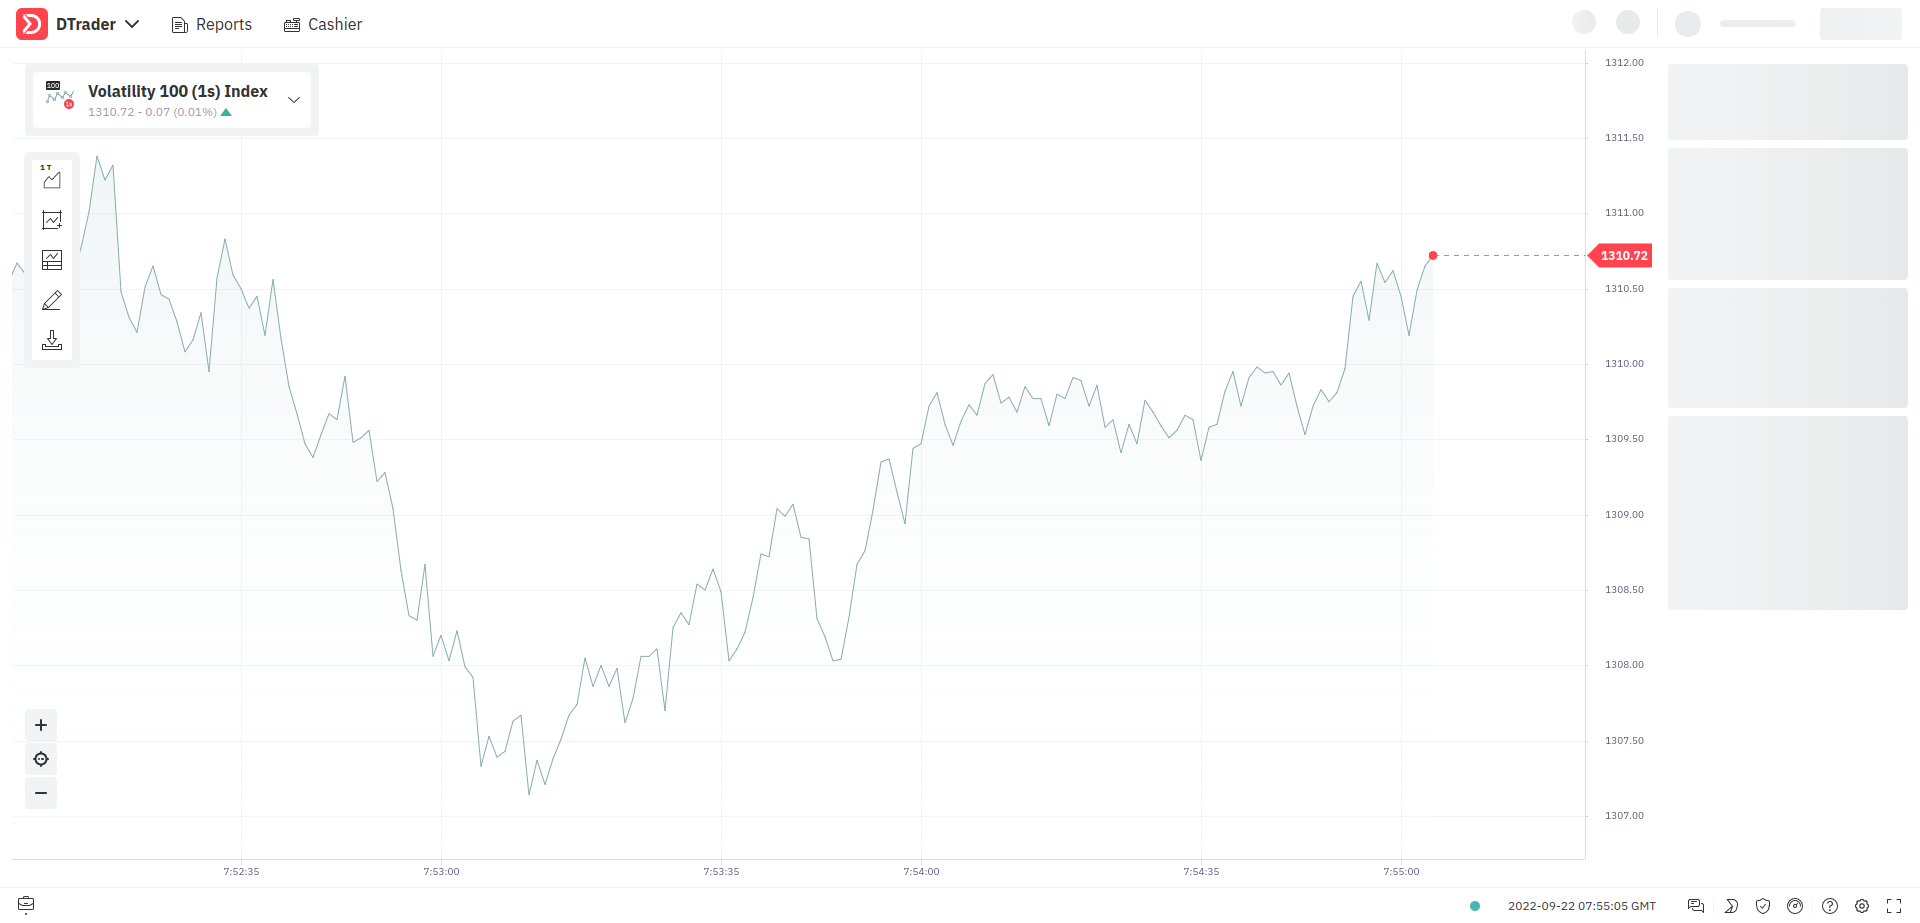 DTrader
Reports
Cashier
100
Volatility 100 (1s) Index
1s
1310.72 - 0.07 (0.01%)
1T
1312.00
1311.50
1311.00
1310.72
1310.50
1310.00
1309.50
1309.00
1308.50
1308.00
1307.50
1307.00
7:52:35
7:53:00
7:53:35
7:54:00
7:54:35
7:55:00
2022-09-22 07:55:05 GMT